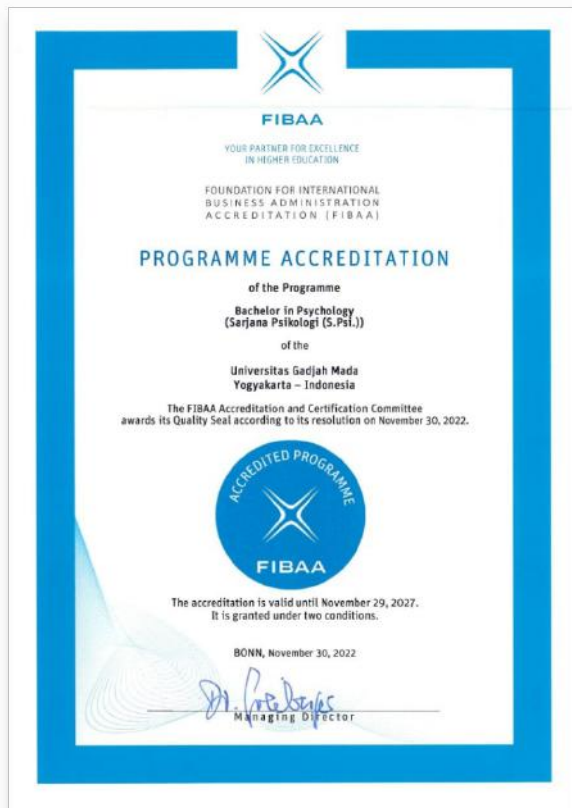 FIBAA
YOUR PARTNER FOR EXCELLENCE
IN HIGHER EDUCATION
FOUNDATION FOR INTERNATIONAL
BUSINESS ADMINISTRATION
ACCREDITATION (FIBAA)
PROGRAMME ACCREDITATION
of the Programme
Bachelor in Psychology
(Sarjana Psikologi (S.Psi.))
of the
Universitas Gadjah Mada
Yogyakarta – Indonesia
The FIBAA Accreditation and Certification Committee
awards its Quality Seal according to its resolution on November 30, 2022.
ACCREDITED PROGRAMME
FIBAA
The accreditation is valid until November 29, 2027.
It is granted under two conditions.
BONN, November 30, 2022
Dr.
Managing Director